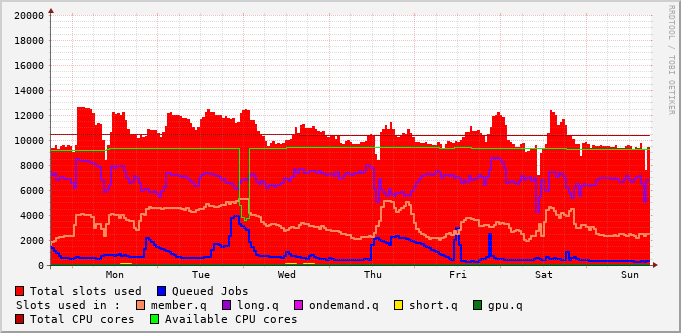 RRDTOOL / TOBI OETIKER
20000
18000
16000
14000
12000
10000
8000
6000
4000
2000
0
Mon Tue Wed Thu Fri Sat Sun
Total slots used Queued Jobs
Slots used in : member.q long.q ondemand.q short.q gpu.q
Total CPU cores Available CPU cores